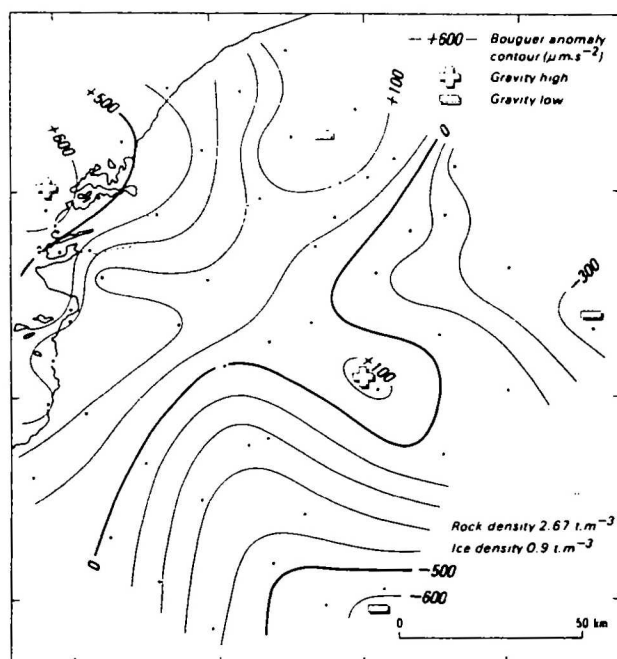 +600 Bouguer anomaly
contour (μm.s⁻²)
Gravity high
Gravity low
+500
+600
+100
0
-300
+100
Rock density 2.67 t.m⁻³
Ice density 0.9 t.m⁻³
0
-500
-600
0 50 km